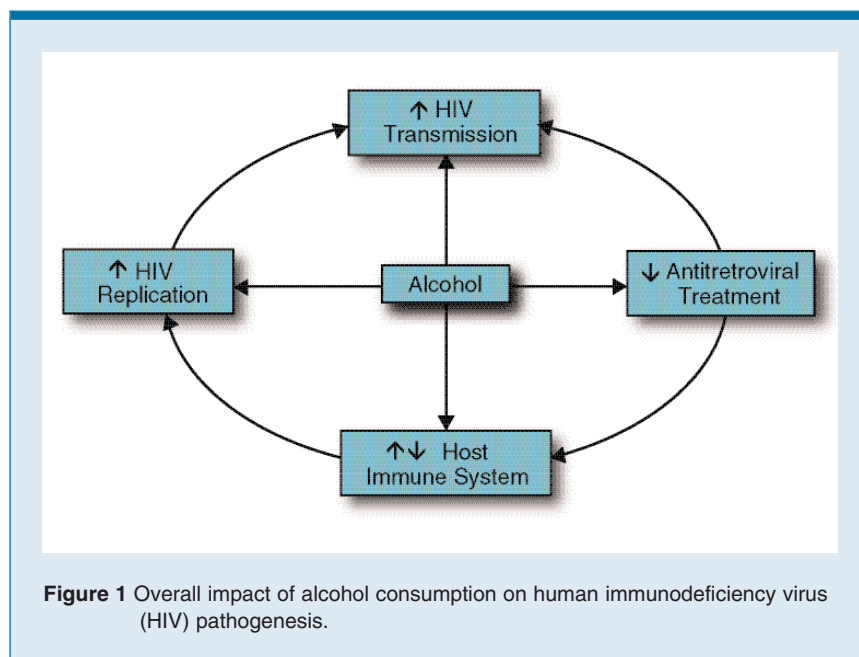 ↑ HIV
Transmission
↑ HIV
Replication
Alcohol
↓ Antitretroviral
Treatment
↑↓ Host
Immune System
Figure 1 Overall impact of alcohol consumption on human immunodeficiency virus
(HIV) pathogenesis.